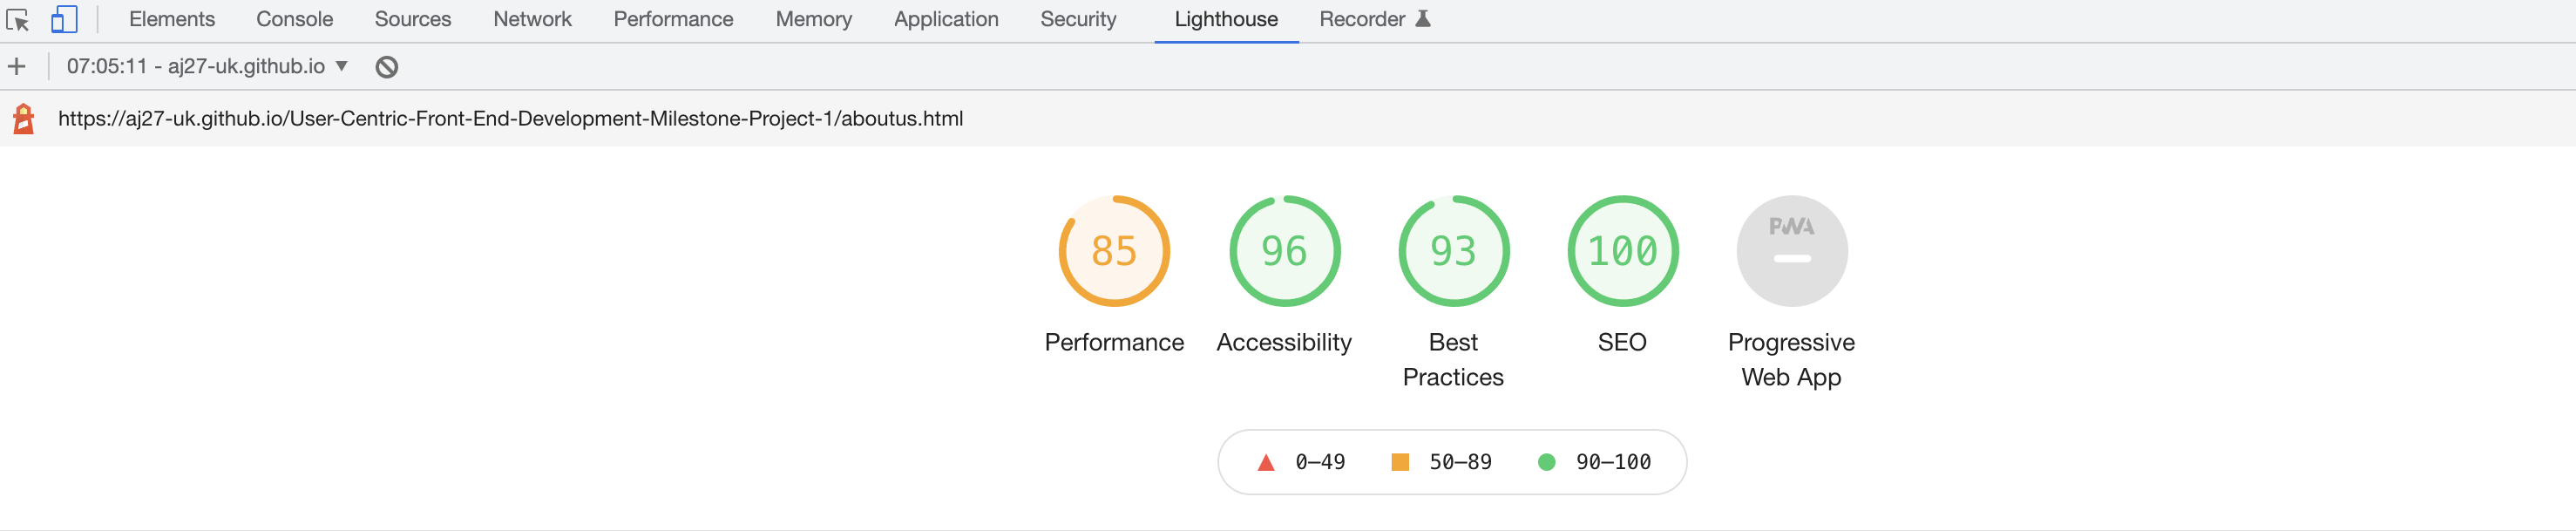 Elements Console Sources Network Performance Memory Application Security Lighthouse Recorder
07:05:11 - aj27-uk.github.io
https://aj27-uk.github.io/User-Centric-Front-End-Development-Milestone-Project-1/aboutus.html
85 96 93 100 PWA
Performance Accessibility Best Practices SEO Progressive Web App
0–49 50–89 90–100